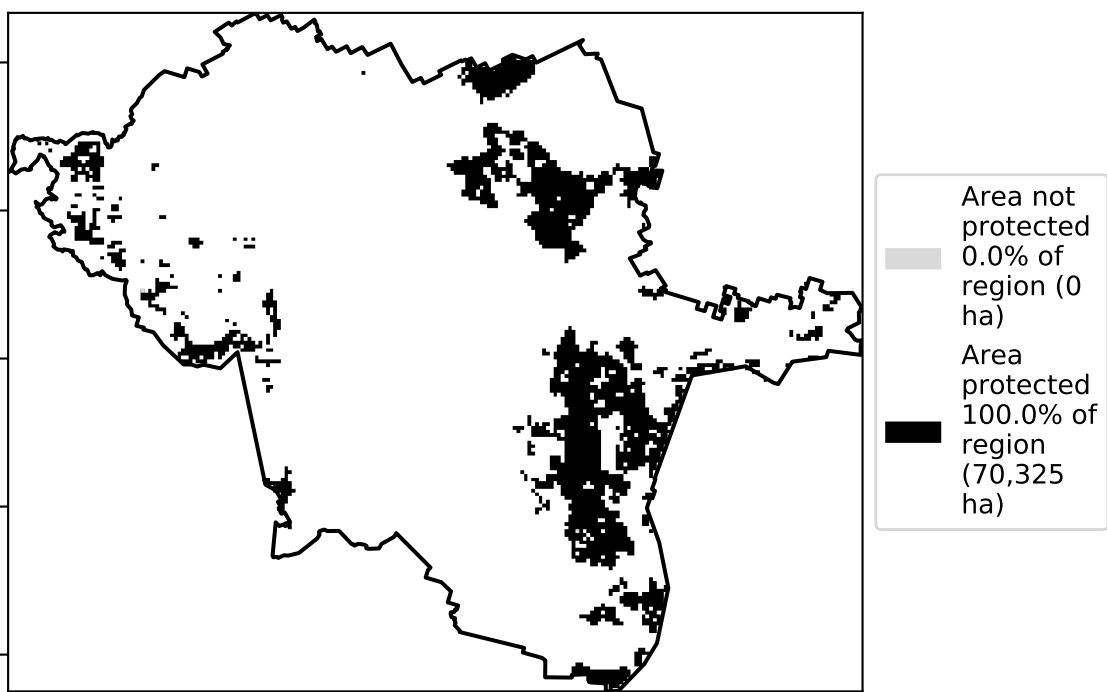 Area not
protected
0.0% of
region (0
ha)
Area
protected
100.0% of
region
(70,325
ha)